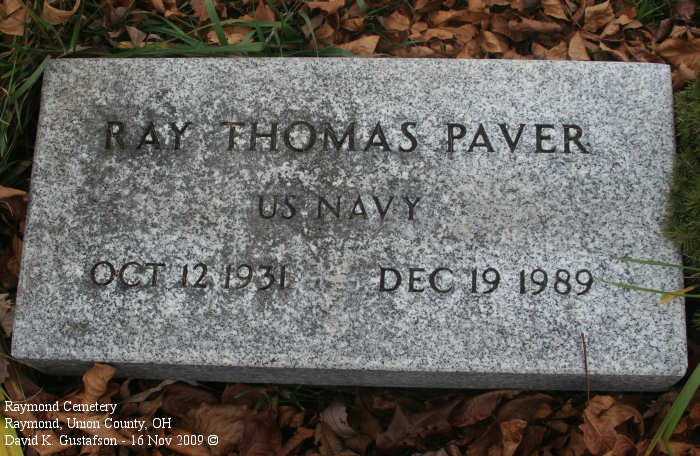 RAY THOMAS PAVER
US NAVY
OCT 12 1931 DEC 19 1989
Raymond Cemetery
Raymond, Union County, OH
David K. Gustafson - 16 Nov 2009 ©